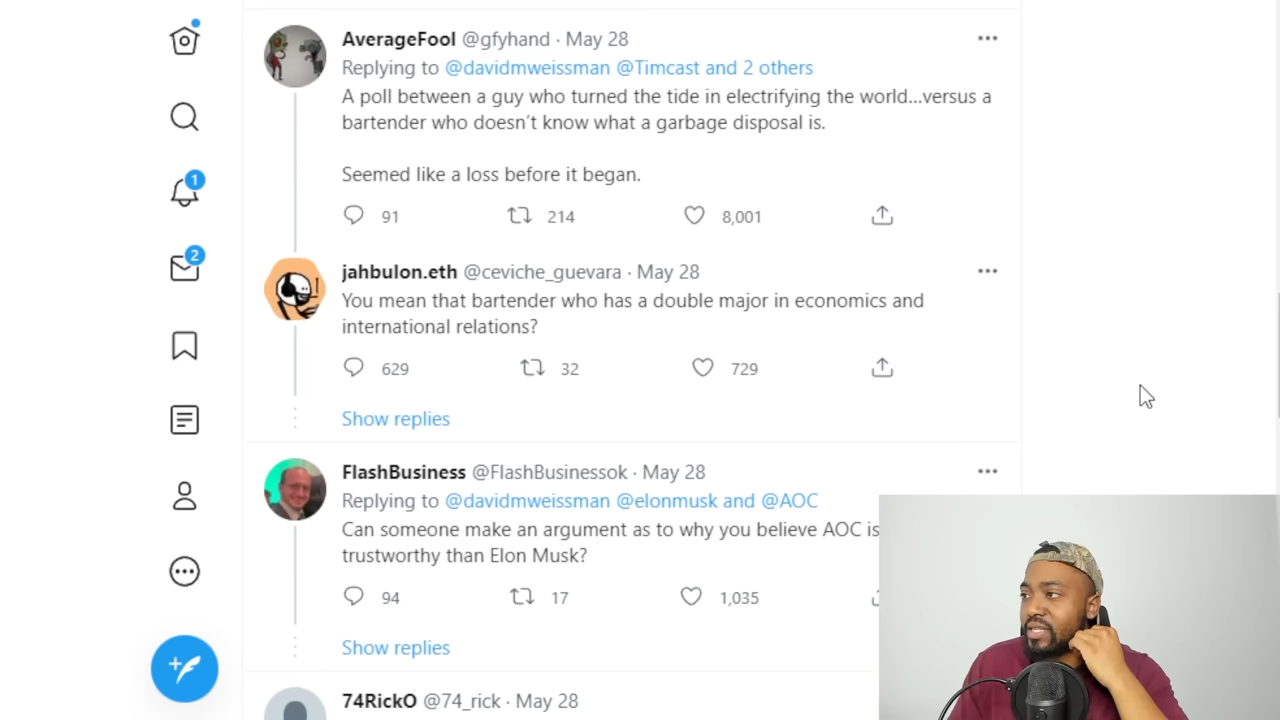 AverageFool @gfyhand · May 28
Replying to @davidmweissman @Timcast and 2 others
A poll between a guy who turned the tide in electrifying the world...versus a
bartender who doesn't know what a garbage disposal is.
Seemed like a loss before it began.
91 214 8,001
jahbulon.eth @ceviche_guevara · May 28
You mean that bartender who has a double major in economics and
international relations?
629 32 729
Show replies
FlashBusiness @FlashBusinessok · May 28
Replying to @davidmweissman @elonmusk and @AOC
Can someone make an argument as to why you believe AOC is
trustworthy than Elon Musk?
94 17 1,035
Show replies
74RickO @74_rick · May 28
1
2